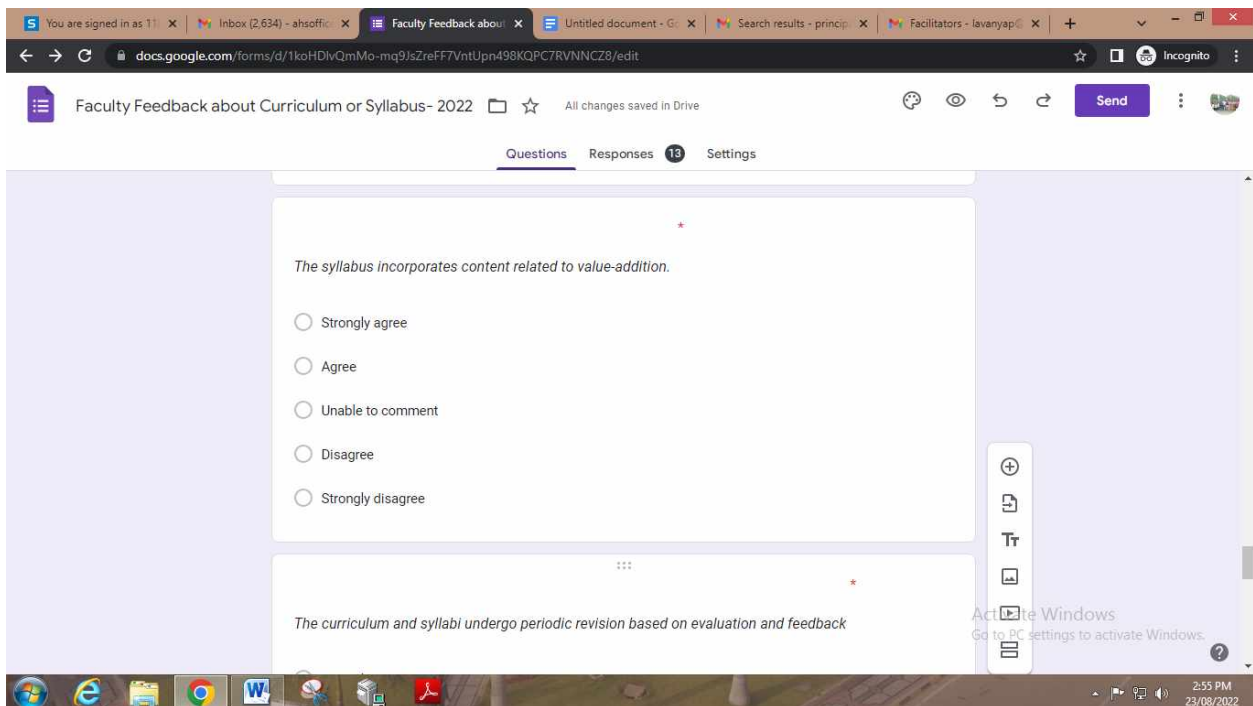 You are signed in as 11
Inbox (2,634) - ahsoffic
Faculty Feedback about
Untitled document - Go
Search results - princip
Facilitators - lavanyap@
docs.google.com/forms/d/1koHDlvQmMo-mq9JsZreFF7VntUpn498KQPC7RVNNCZ8/edit
Incognito
Faculty Feedback about Curriculum or Syllabus- 2022
All changes saved in Drive
Send
Questions Responses 13 Settings
*
The syllabus incorporates content related to value-addition.
Strongly agree
Agree
Unable to comment
Disagree
Strongly disagree
*
The curriculum and syllabi undergo periodic revision based on evaluation and feedback
Activate Windows
Go to PC settings to activate Windows.
2:55 PM
23/08/2022